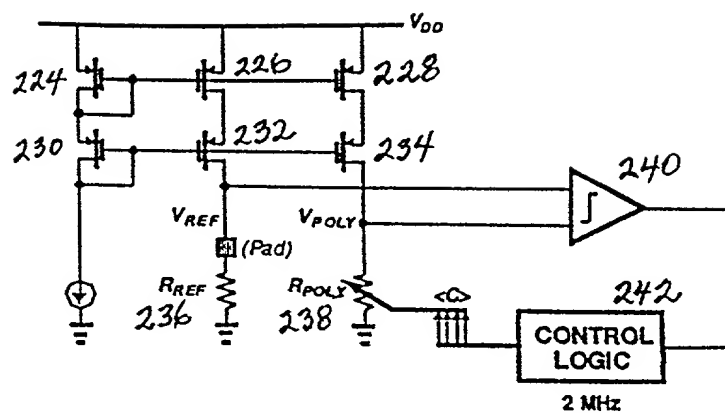 VDD
224
226
228
230
232
234
240
VREF
VPOLY
(Pad)
RREF
236
RPOLY
238
<C>
242
CONTROL
LOGIC
2 MHz